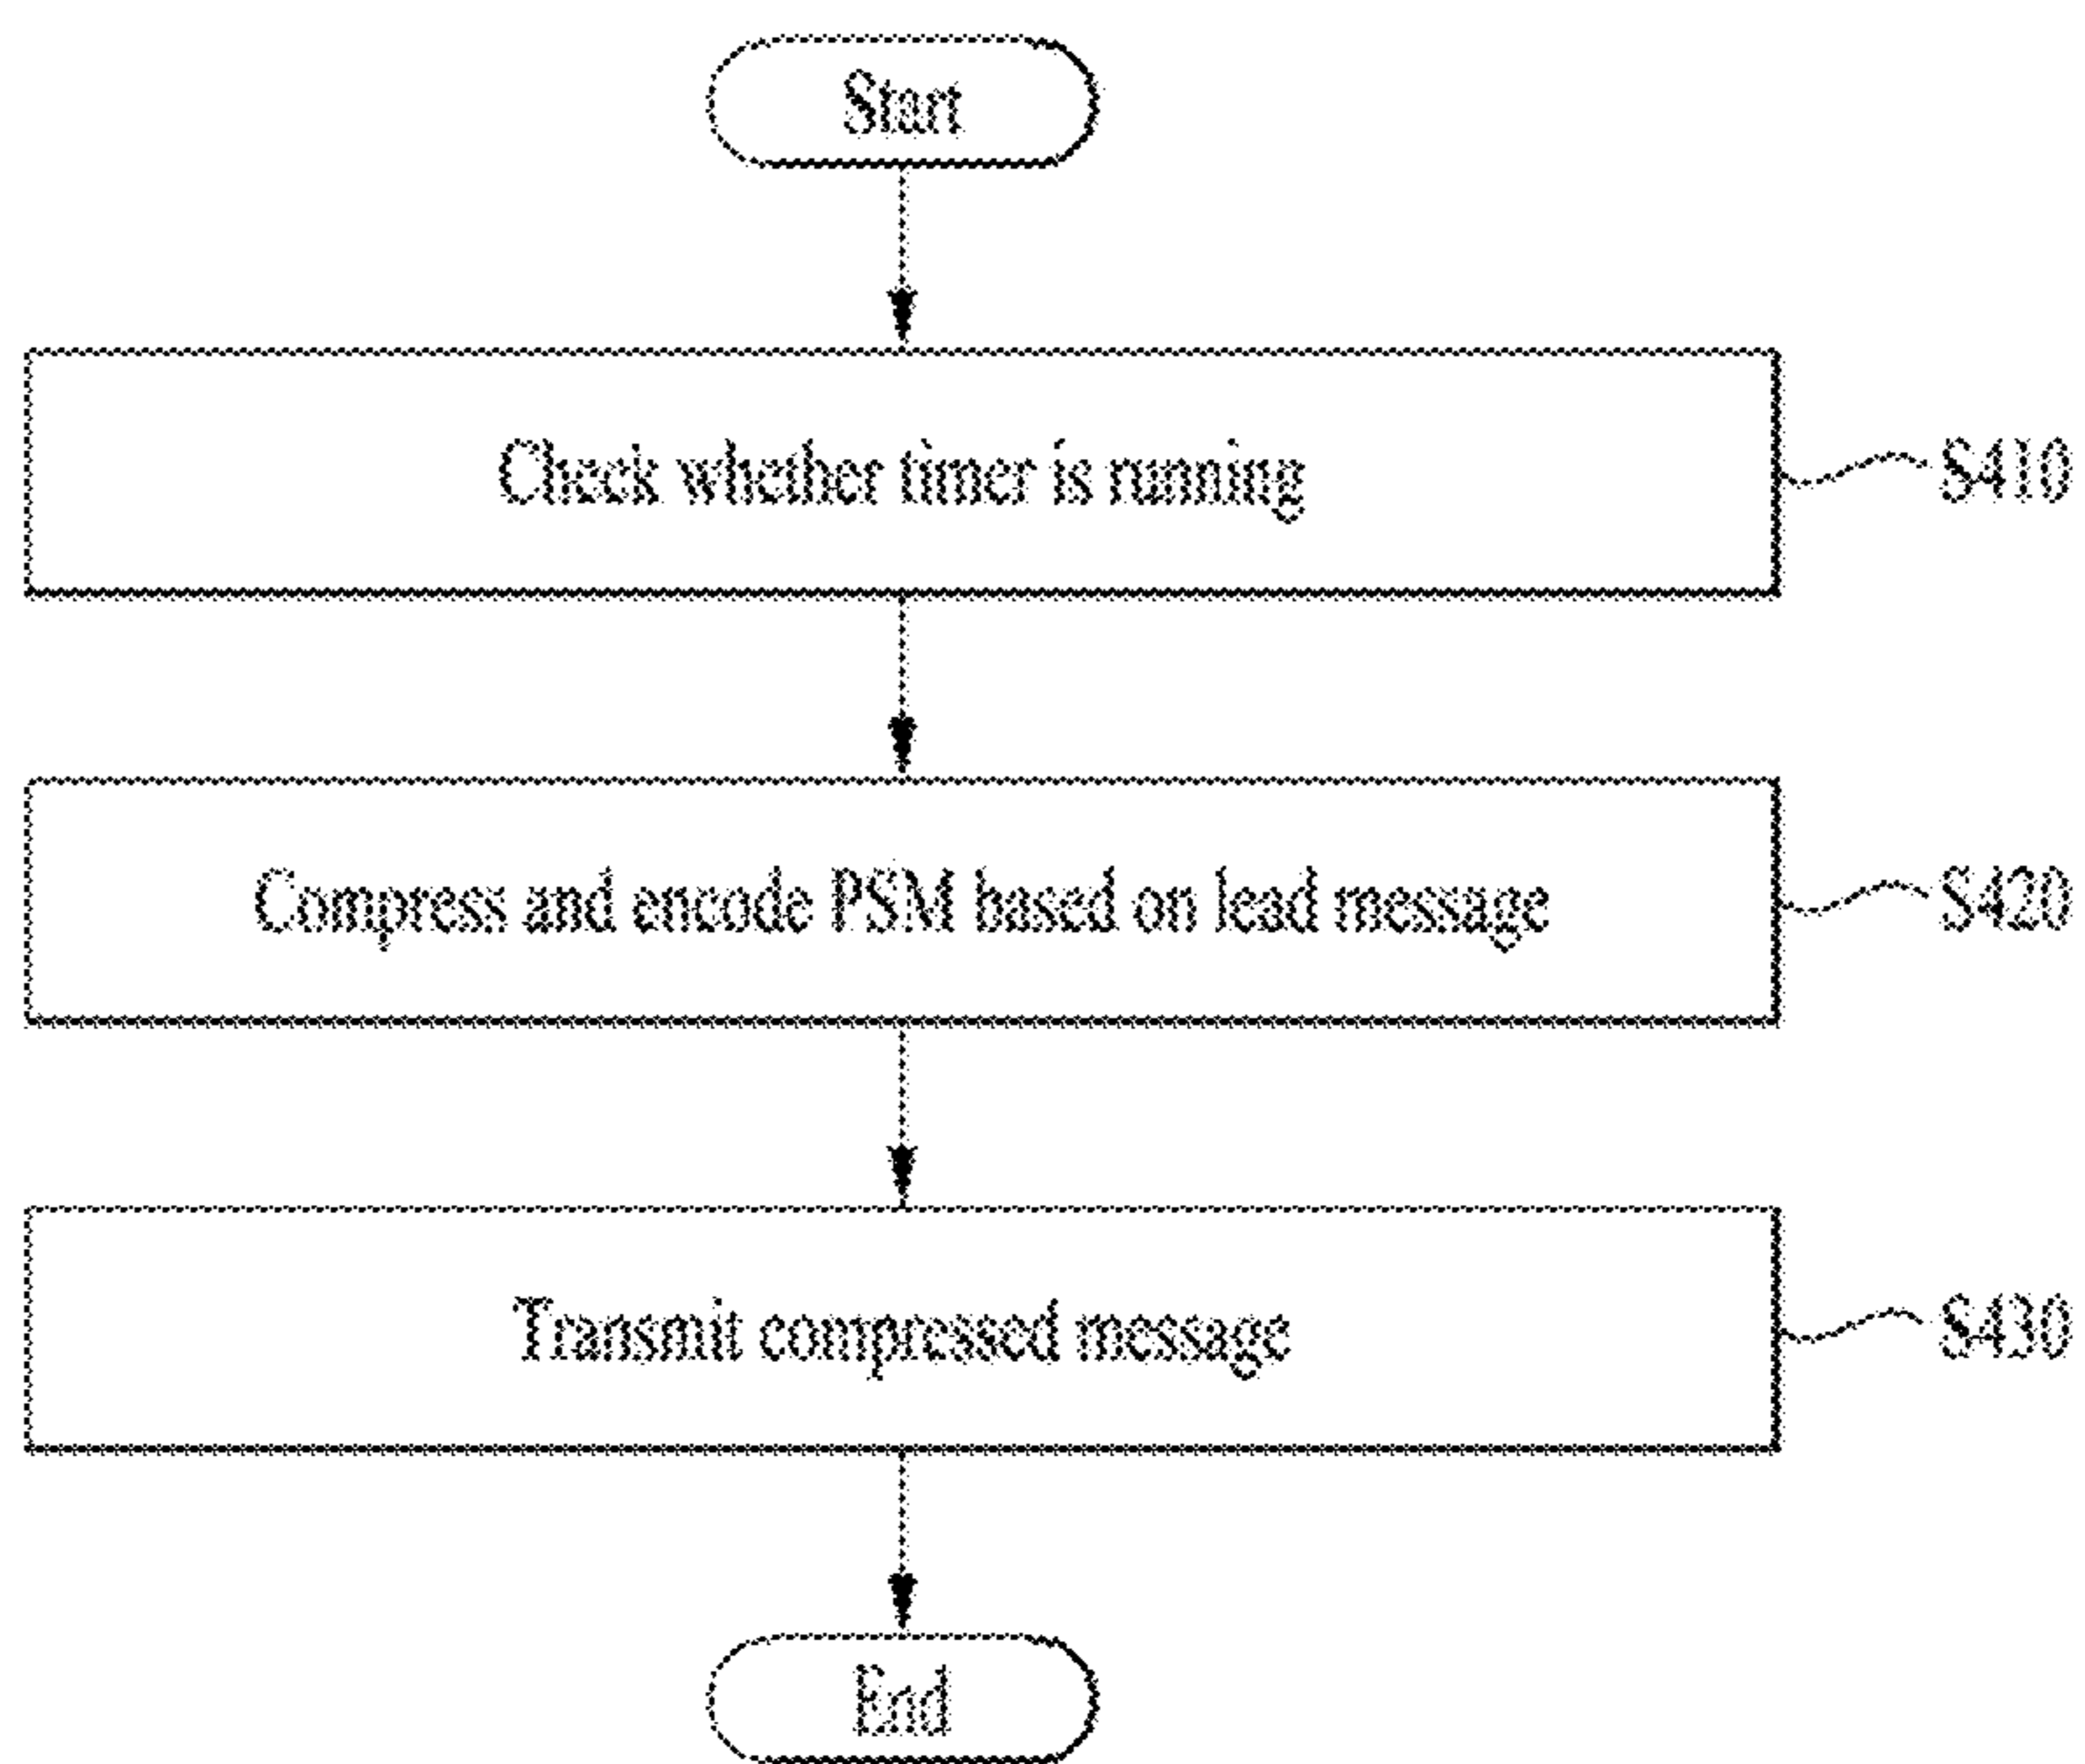 Start
Check whether timer is running
S410
Compress and encode PSM based on lead message
S420
Transmit compressed message
S430
End